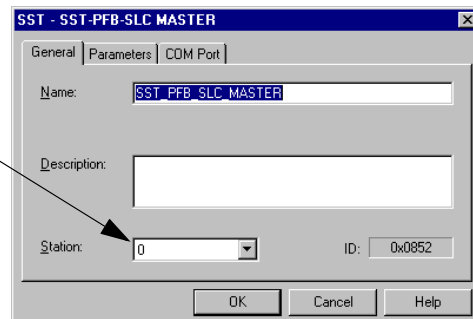 SST - SST-PFB-SLC MASTER
General Parameters COM Port
Name: SST_PFB_SLC_MASTER
Description:
Station: 0 ID: 0x0852
OK Cancel Help